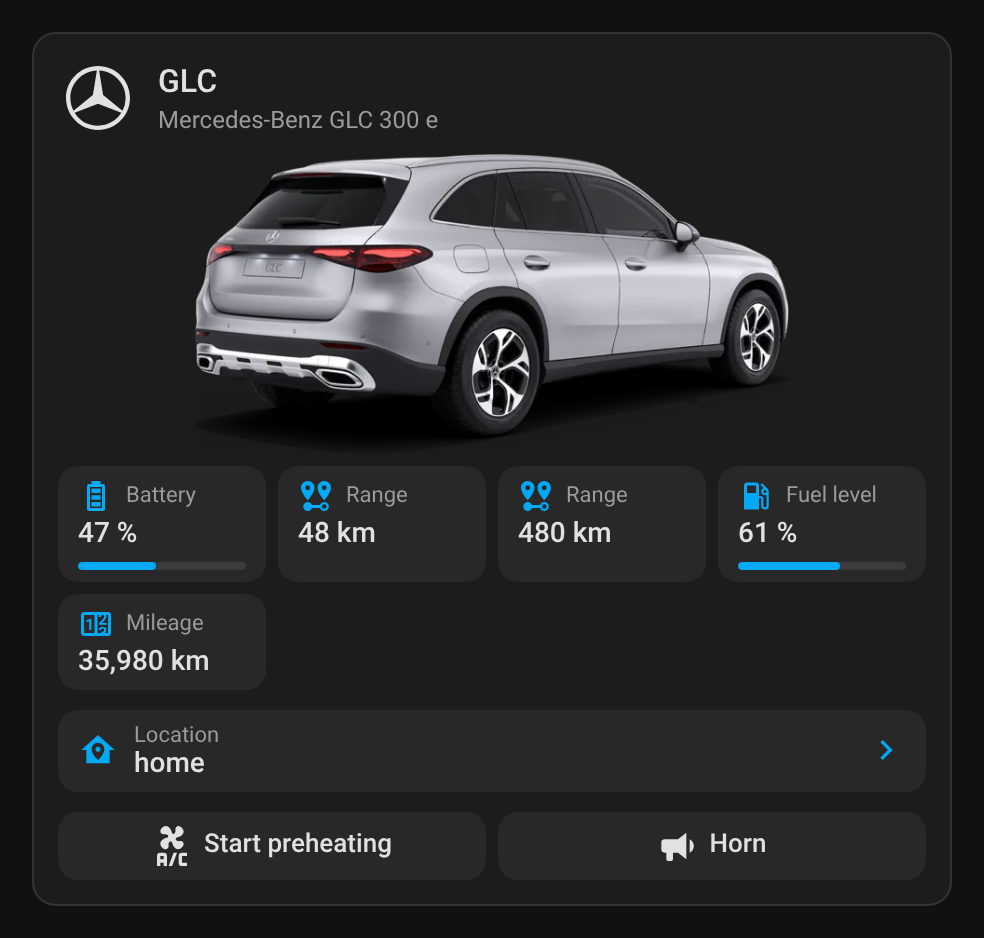 GLC
Mercedes-Benz GLC 300 e
GLC
Battery
47 %
Range
48 km
Range
480 km
Fuel level
61 %
Mileage
35,980 km
Location
home
A/C
Start preheating
Horn